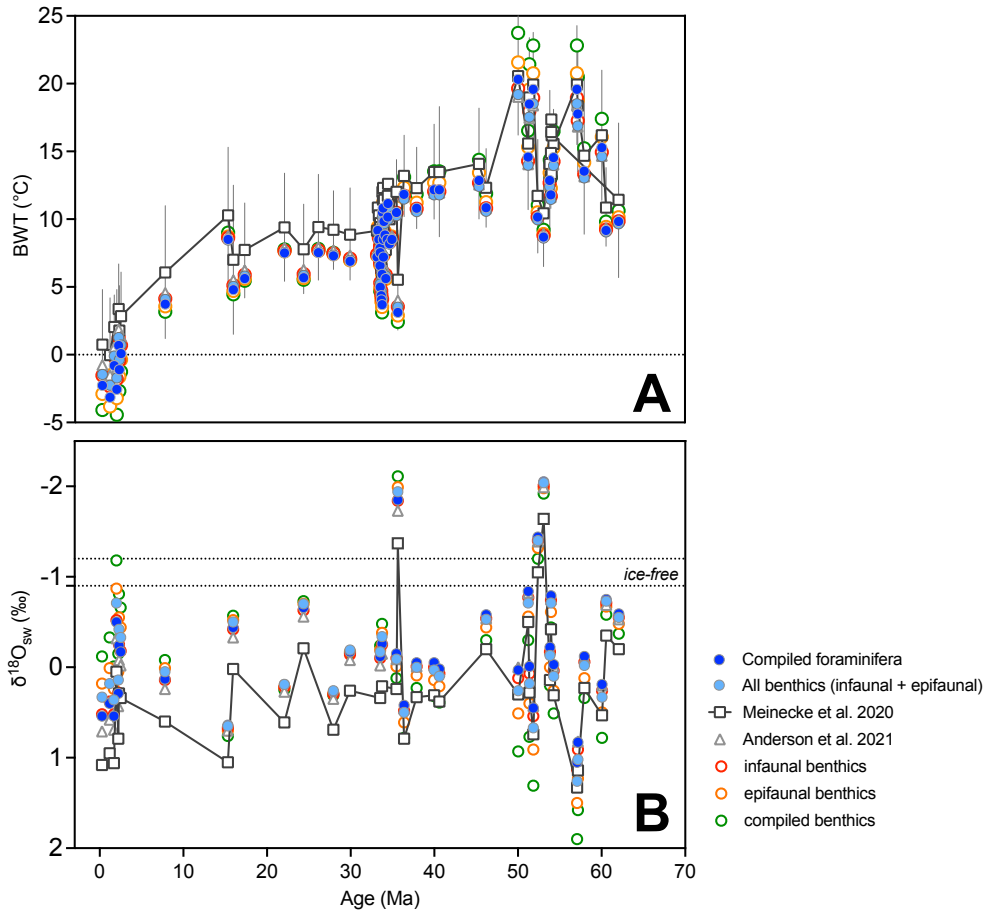 25
20
15
10
5
0
-5
BWT (°C)
A
-2
-1
0
1
2
δ¹⁸O_SW (‰)
ice-free
B
0
10
20
30
40
50
60
70
Age (Ma)
Compiled foraminifera
All benthics (infaunal + epifaunal)
Meinecke et al. 2020
Anderson et al. 2021
infaunal benthics
epifaunal benthics
compiled benthics